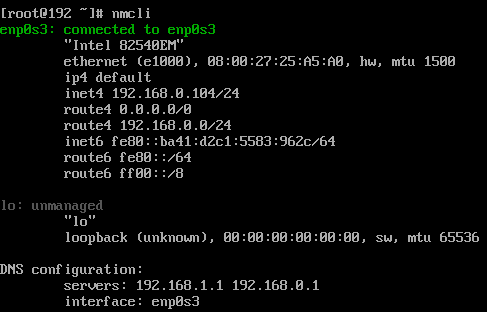 [root@192 ~]# nmcli
enp0s3: connected to enp0s3
"Intel 82540EM"
ethernet (e1000), 08:00:27:25:A5:A0, hw, mtu 1500
ip4 default
inet4 192.168.0.104/24
route4 0.0.0.0/0
route4 192.168.0.0/24
inet6 fe80::ba41:d2c1:5583:962c/64
route6 fe80::/64
route6 ff00::/8
lo: unmanaged
"lo"
loopback (unknown), 00:00:00:00:00:00, sw, mtu 65536
DNS configuration:
servers: 192.168.1.1 192.168.0.1
interface: enp0s3